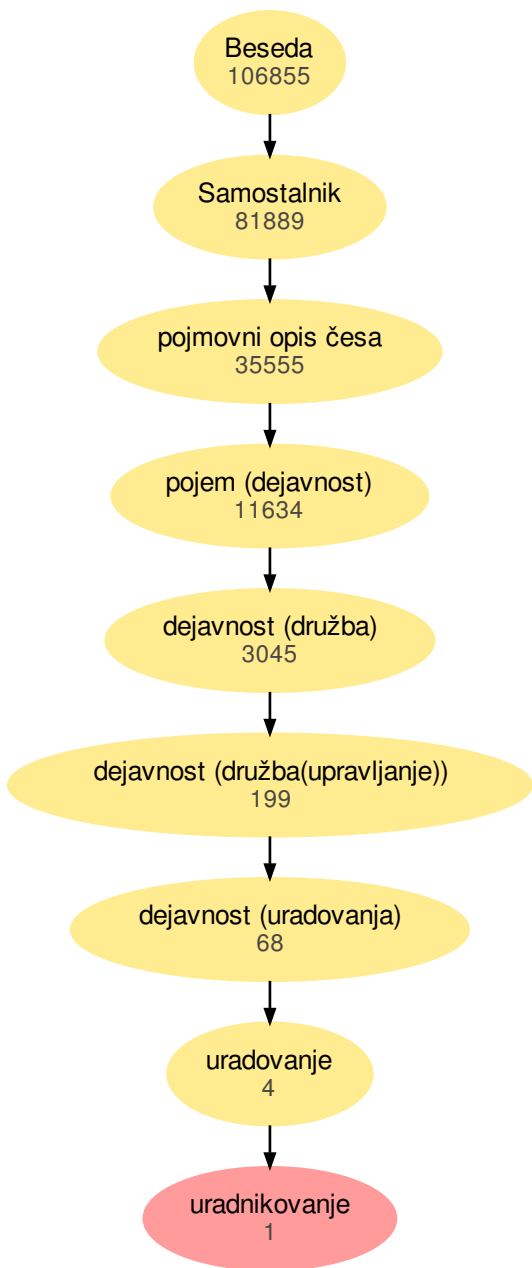 Beseda
106855
Samostalnik
81889
pojmovni opis česa
35555
pojem (dejavnost)
11634
dejavnost (družba)
3045
dejavnost (družba(upravljanje))
199
dejavnost (uradovanja)
68
uradovanje
4
uradnikovanje
1